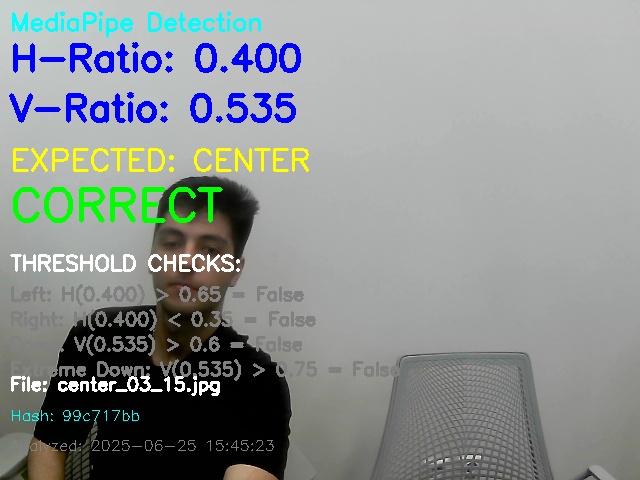 MediaPipe Detection
H-Ratio: 0.400
V-Ratio: 0.535
EXPECTED: CENTER
CORRECT
THRESHOLD CHECKS:
Left: H(0.400) > 0.65 = False
Right: H(0.400) < 0.35 = False
V(0.535) > 0.6 = False
Extreme Down: V(0.535) > 0.75 = False
File: center_03_15.jpg
Hash: 99c717bb
2025-06-25 15:45:23